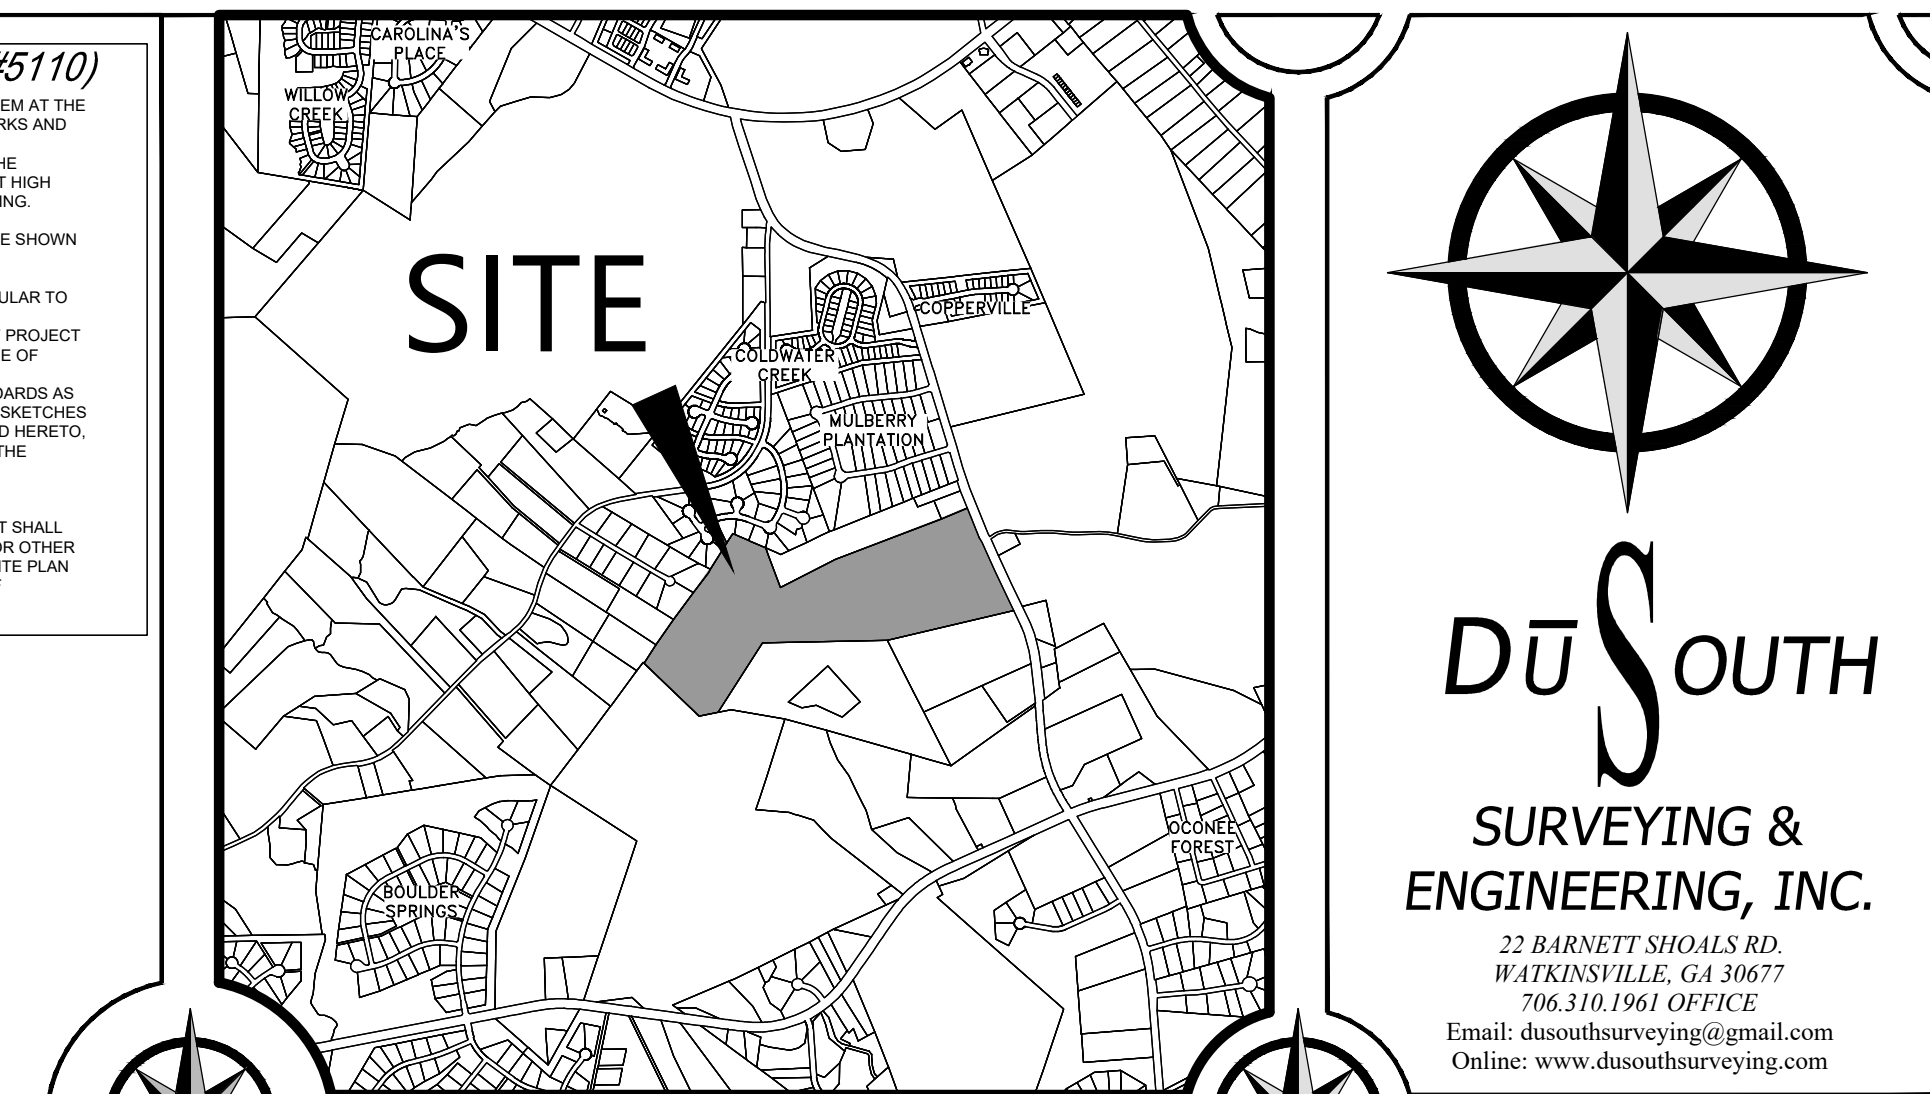 #5110)
EM AT THE
RKS AND
HE
T HIGH
ING.
E SHOWN
ULAR TO
PROJECT
E OF
OARDS AS
SKETCHES
D HERETO,
THE
T SHALL
OR OTHER
ITE PLAN
CAROLINA'S
PLACE
WILLOW
CREEK
SITE
COPPERVILLE
COLDWATER
CREEK
MULBERRY
PLANTATION
OCONEE
FOREST
BOULDER
SPRINGS
DŪSOUTH
SURVEYING &
ENGINEERING, INC.
22 BARNETT SHOALS RD.
WATKINSVILLE, GA 30677
706.310.1961 OFFICE
Email: dusouthsurveying@gmail.com
Online: www.dusouthsurveying.com